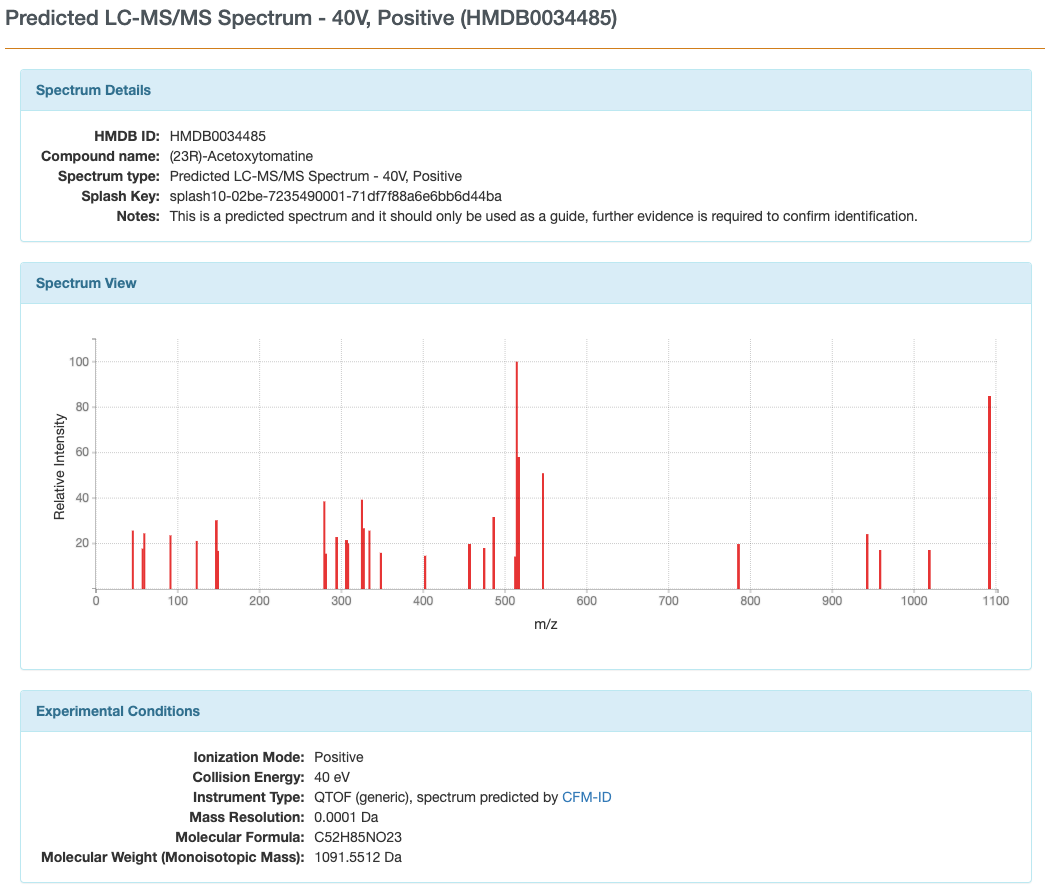 Predicted LC-MS/MS Spectrum - 40V, Positive (HMDB0034485)
Spectrum Details
HMDB ID: HMDB0034485
Compound name: (23R)-Acetoxytomatine
Spectrum type: Predicted LC-MS/MS Spectrum - 40V, Positive
Splash Key: splash10-02be-7235490001-71df7f88a6e6bb6d44ba
Notes: This is a predicted spectrum and it should only be used as a guide, further evidence is required to confirm identification.
Spectrum View
100
80
60
40
20
Relative Intensity
0 100 200 300 400 500 600 700 800 900 1000 1100
m/z
Experimental Conditions
Ionization Mode: Positive
Collision Energy: 40 eV
Instrument Type: QTOF (generic), spectrum predicted by CFM-ID
Mass Resolution: 0.0001 Da
Molecular Formula: C52H85NO23
Molecular Weight (Monoisotopic Mass): 1091.5512 Da